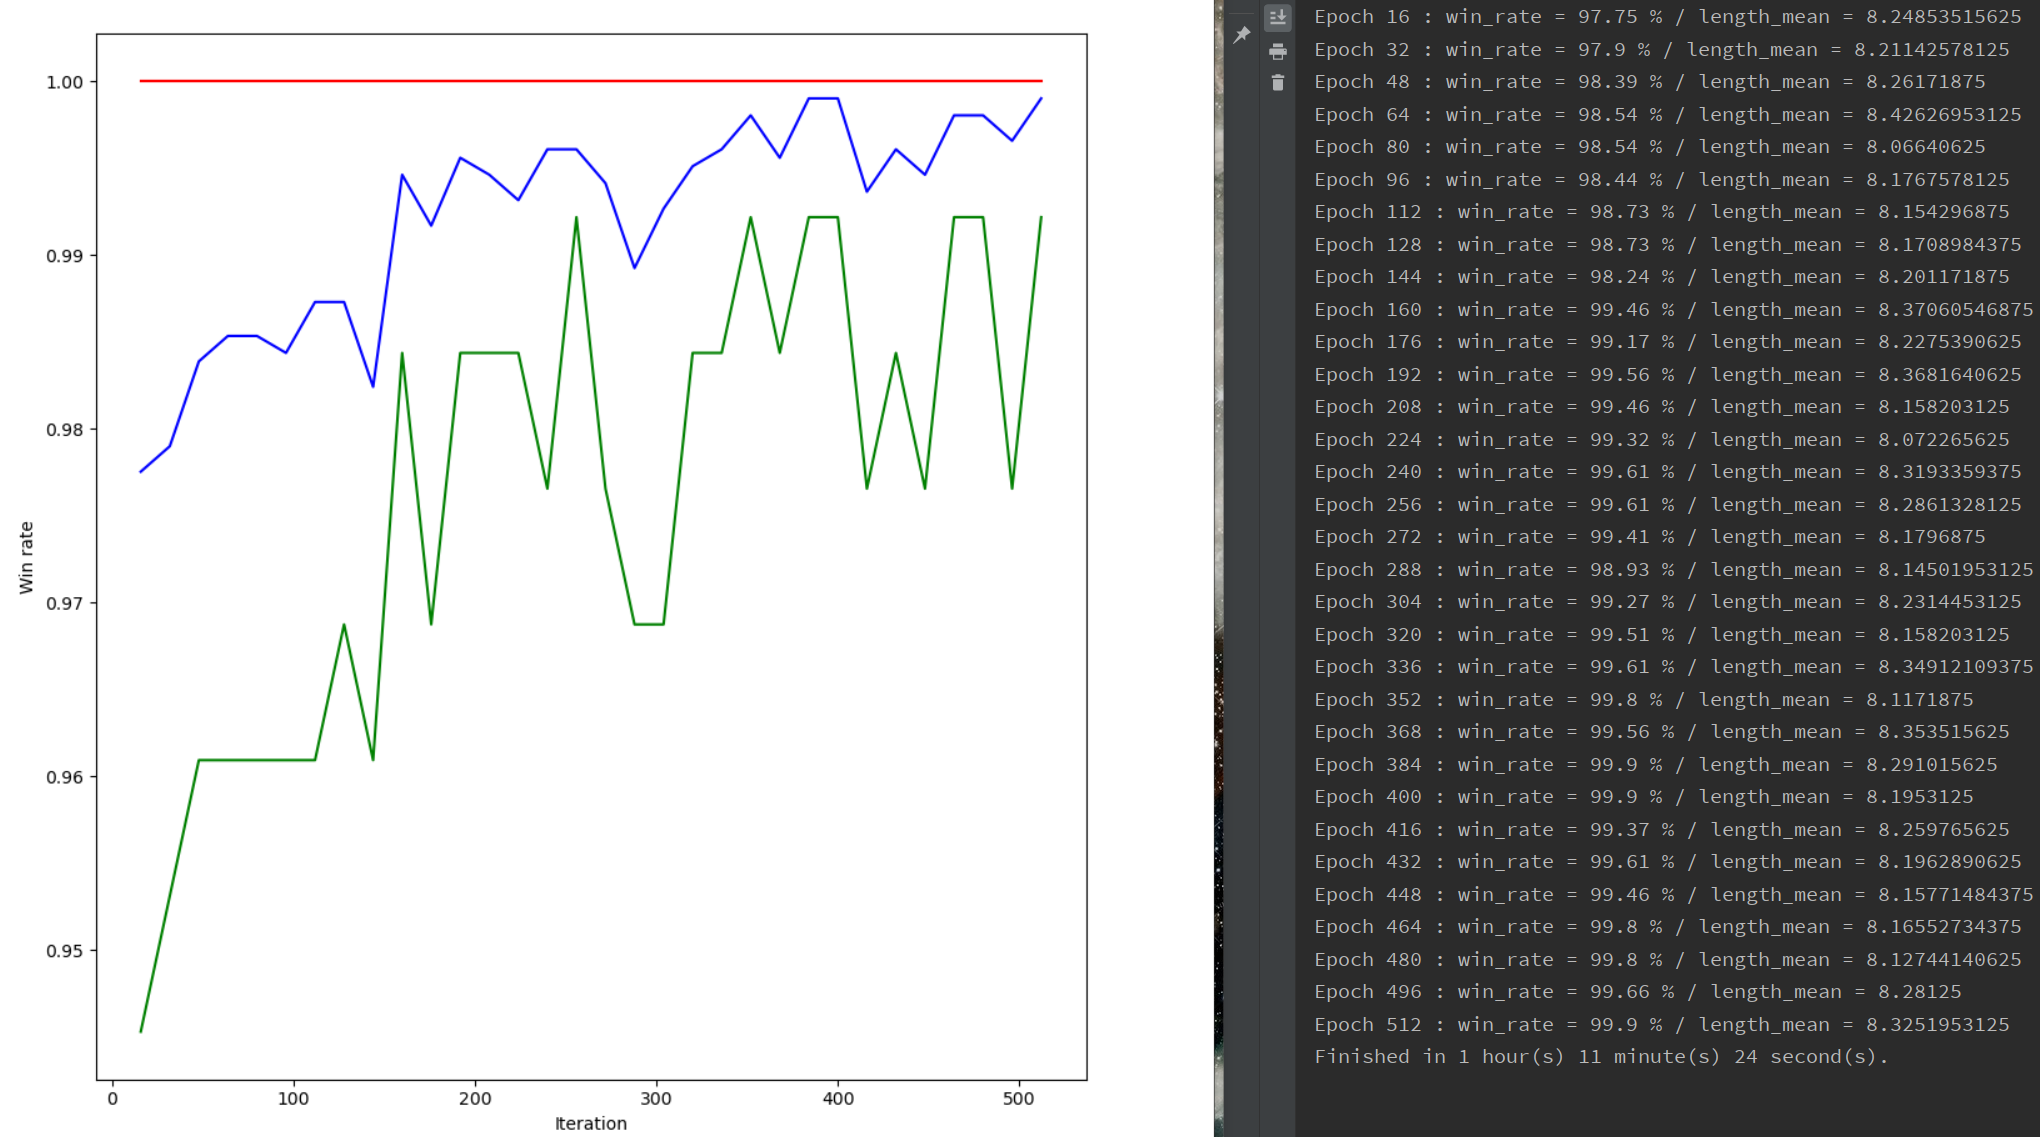 1.00
0.99
0.98
0.97
0.96
0.95
Win rate
0 100 200 300 400 500
Iteration
Epoch 16 : win_rate = 97.75 % / length_mean = 8.24853515625
Epoch 32 : win_rate = 97.9 % / length_mean = 8.21142578125
Epoch 48 : win_rate = 98.39 % / length_mean = 8.26171875
Epoch 64 : win_rate = 98.54 % / length_mean = 8.42626953125
Epoch 80 : win_rate = 98.54 % / length_mean = 8.06640625
Epoch 96 : win_rate = 98.44 % / length_mean = 8.1767578125
Epoch 112 : win_rate = 98.73 % / length_mean = 8.154296875
Epoch 128 : win_rate = 98.73 % / length_mean = 8.1708984375
Epoch 144 : win_rate = 98.24 % / length_mean = 8.201171875
Epoch 160 : win_rate = 99.46 % / length_mean = 8.37060546875
Epoch 176 : win_rate = 99.17 % / length_mean = 8.2275390625
Epoch 192 : win_rate = 99.56 % / length_mean = 8.3681640625
Epoch 208 : win_rate = 99.46 % / length_mean = 8.158203125
Epoch 224 : win_rate = 99.32 % / length_mean = 8.072265625
Epoch 240 : win_rate = 99.61 % / length_mean = 8.3193359375
Epoch 256 : win_rate = 99.61 % / length_mean = 8.2861328125
Epoch 272 : win_rate = 99.41 % / length_mean = 8.1796875
Epoch 288 : win_rate = 98.93 % / length_mean = 8.14501953125
Epoch 304 : win_rate = 99.27 % / length_mean = 8.2314453125
Epoch 320 : win_rate = 99.51 % / length_mean = 8.158203125
Epoch 336 : win_rate = 99.61 % / length_mean = 8.34912109375
Epoch 352 : win_rate = 99.8 % / length_mean = 8.1171875
Epoch 368 : win_rate = 99.56 % / length_mean = 8.353515625
Epoch 384 : win_rate = 99.9 % / length_mean = 8.291015625
Epoch 400 : win_rate = 99.9 % / length_mean = 8.1953125
Epoch 416 : win_rate = 99.37 % / length_mean = 8.259765625
Epoch 432 : win_rate = 99.61 % / length_mean = 8.1962890625
Epoch 448 : win_rate = 99.46 % / length_mean = 8.15771484375
Epoch 464 : win_rate = 99.8 % / length_mean = 8.16552734375
Epoch 480 : win_rate = 99.8 % / length_mean = 8.12744140625
Epoch 496 : win_rate = 99.66 % / length_mean = 8.28125
Epoch 512 : win_rate = 99.9 % / length_mean = 8.3251953125
Finished in 1 hour(s) 11 minute(s) 24 second(s).